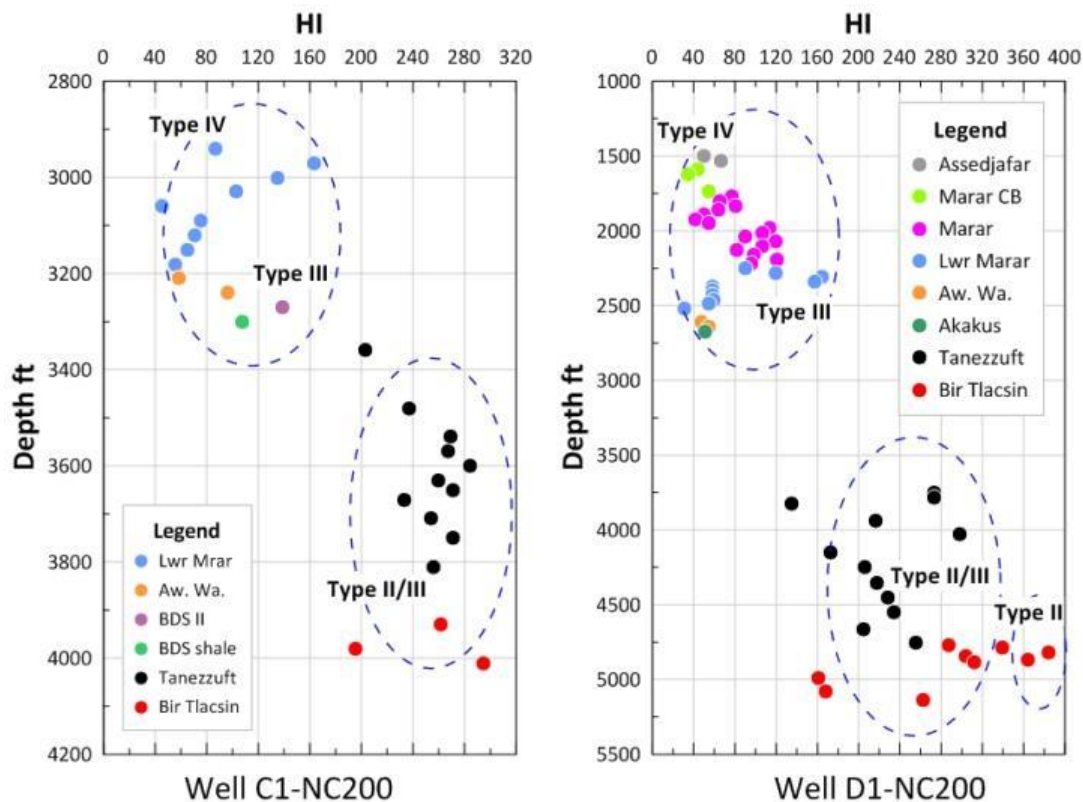 HI
0 40 80 120 160 200 240 280 320
2800
3000
3200
3400
3600
3800
4000
4200
Depth ft
Type IV
Type III
Type II/III
Legend
Lwr Mrar
Aw. Wa.
BDS II
BDS shale
Tanezzuft
Bir Tlacsin
Well C1-NC200
HI
0 40 80 120 160 200 240 280 320 360 400
1000
1500
2000
2500
3000
3500
4000
4500
5000
5500
Depth ft
Type IV
Type III
Type II/III
Type II
Legend
Assedjafar
Marar CB
Marar
Lwr Marar
Aw. Wa.
Akakus
Tanezzuft
Bir Tlacsin
Well D1-NC200